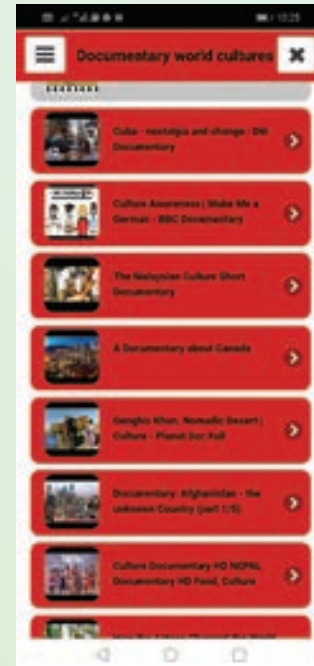 Documentary world cultures
Cuba - nostalgia and change | DW
Documentary
Culture Awareness | Make Me a
German - BBC Documentary
The Malaysian Culture Short
Documentary
A Documentary about Canada
Genghis Khan, Nomadic Desert |
Culture - Planet Doc Full
Documentary: Afghanistan - the
unknown Country (part 1/5)
Culture Documentary HD NEPAL
Documentary HD Food, Culture